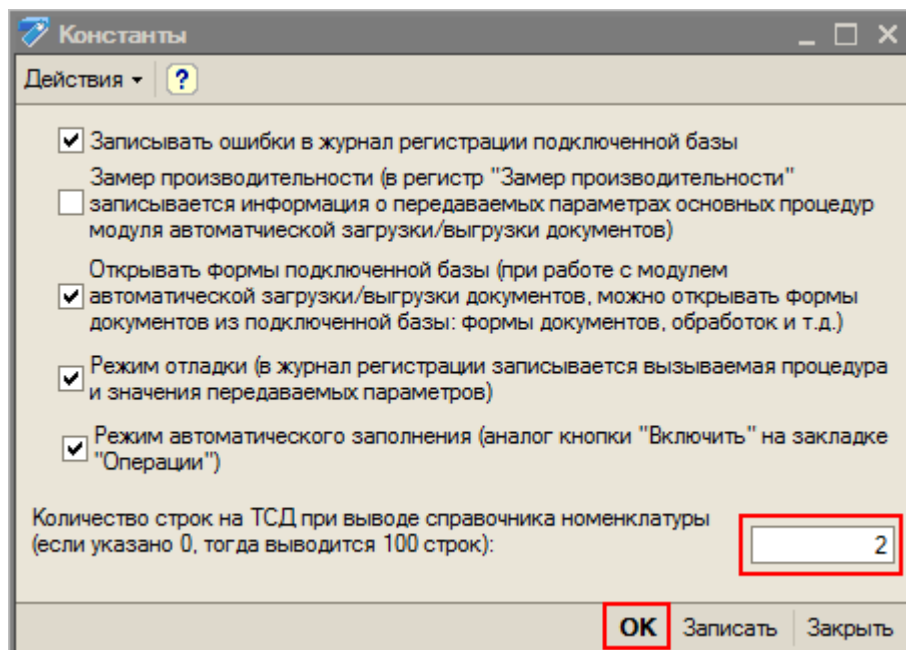 Константы
Действия
?
Записывать ошибки в журнал регистрации подключенной базы
Замер производительности (в регистр "Замер производительности"
записывается информация о передаваемых параметрах основных процедур
модуля автоматчиеской загрузки/выгрузки документов)
Открывать формы подключенной базы (при работе с модулем
автоматической загрузки/выгрузки документов, можно открывать формы
документов из подключенной базы: формы документов, обработок и т.д.)
Режим отладки (в журнал регистрации записывается вызываемая процедура
и значения передаваемых параметров)
Режим автоматического заполнения (аналог кнопки "Включить" на закладке
"Операции")
Количество строк на ТСД при выводе справочника номенклатуры
(если указано 0, тогда выводится 100 строк):
2
OK Записать Закрыть